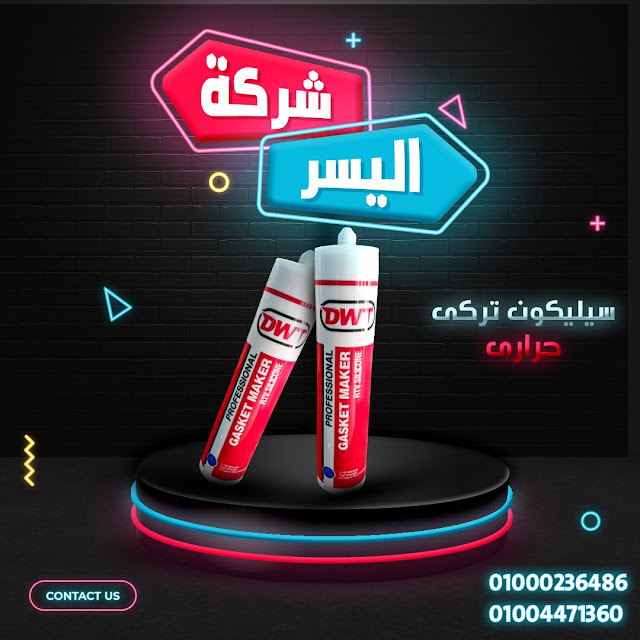 شركة
اليسر
سيليكون تركى
حرارى
DWT
PROFESSIONAL
GASKET MAKER
RTV SILICONE
DWT
PROFESSIONAL
GASKET MAKER
RTV SILICONE
CONTACT US
01000236486
01004471360